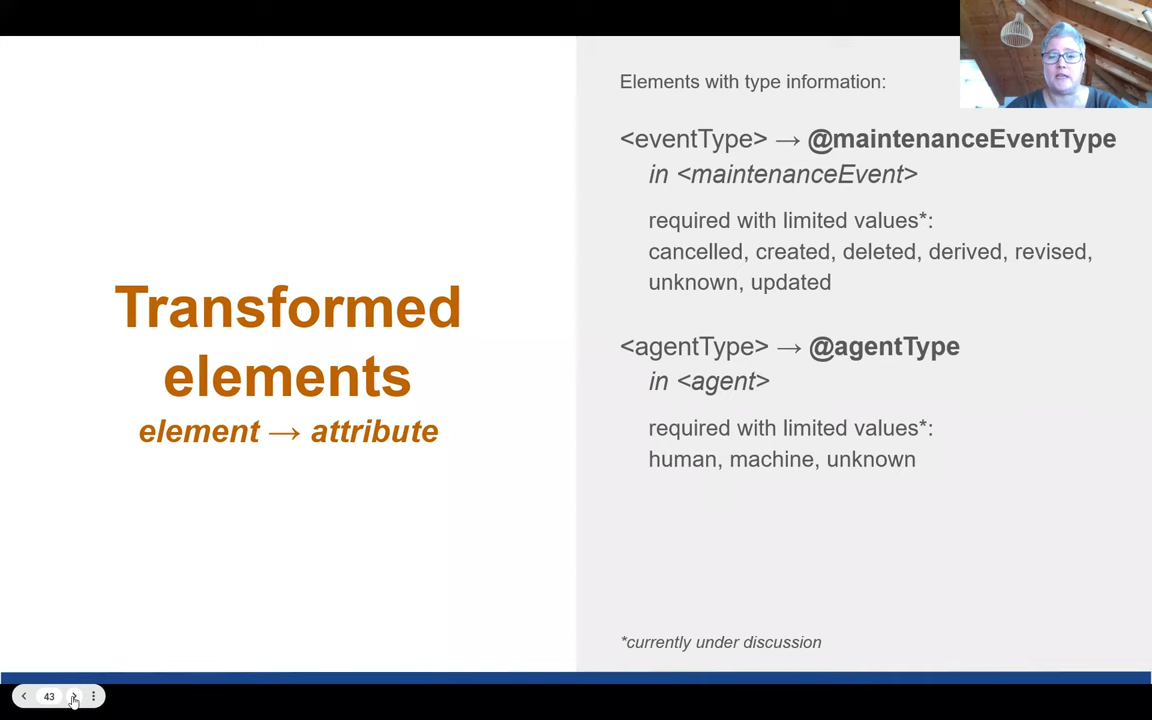 Elements with type information:
<eventType> → @maintenanceEventType
in <maintenanceEvent>
required with limited values*:
cancelled, created, deleted, derived, revised,
unknown, updated
Transformed
elements
element → attribute
<agentType> → @agentType
in <agent>
required with limited values*:
human, machine, unknown
*currently under discussion
43